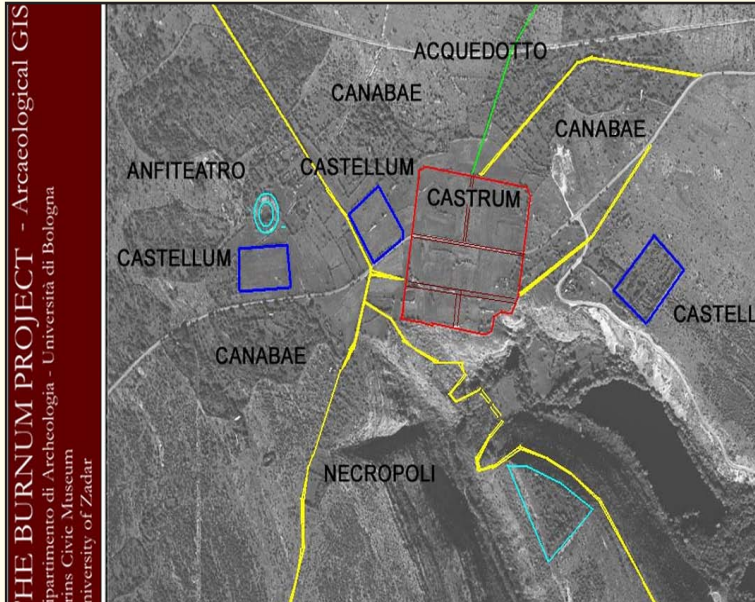 THE BURNUM PROJECT - Arcaeological GIS
ipartimento di Archeologia - Università di Bologna
rins Civic Museum
niversity of Zadar
ACQUEDOTTO
CANABAE
CANABAE
ANFITEATRO
CASTELLUM
CASTRUM
CASTELLUM
CASTELL
CANABAE
NECROPOLI